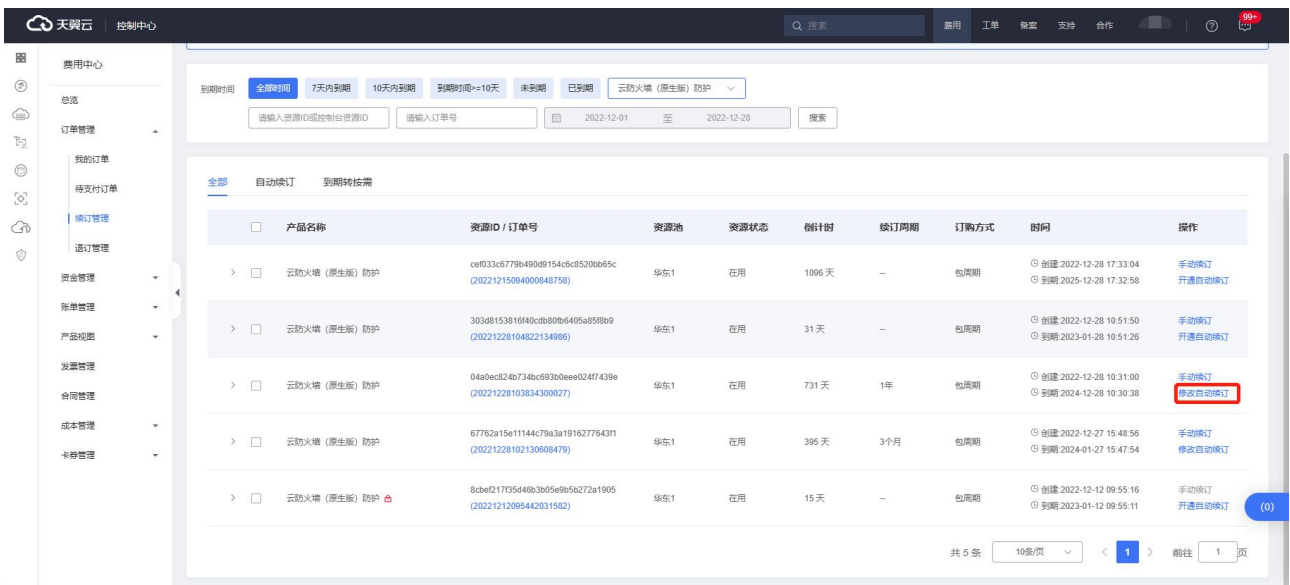 天翼云 控制中心 搜索 费用 工单 备案 支持 合作 99+
费用中心
总览
订单管理
我的订单
待支付订单
续订管理
退订管理
资金管理
账单管理
产品视图
发票管理
合同管理
成本管理
卡券管理
到期时间 全部时间 7天内到期 10天内到期 到期时间>=10天 未到期 已到期 云防火墙（原生版）防护
请输入资源ID或控制台资源ID 请输入订单号 2022-12-01 至 2022-12-28 搜索
全部 自动续订 到期转按需
产品名称 资源ID / 订单号 资源池 资源状态 倒计时 续订周期 订购方式 时间 操作
cef033c6779b490d9154c6c8520bb65c 创建:2022-12-28 17:33:04 手动续订
云防火墙（原生版）防护 华东1 在用 1096 天 -- 包周期
(20221215094000848758) 到期:2025-12-28 17:32:58 开通自动续订
303d8153816f40cdb80fb6405a85f8b9 创建:2022-12-28 10:51:50 手动续订
云防火墙（原生版）防护 华东1 在用 31 天 -- 包周期
(20221228104822134986) 到期:2023-01-28 10:51:26 开通自动续订
04a0ec824b734bc693b0eee024f7439e 创建:2022-12-28 10:31:00 手动续订
云防火墙（原生版）防护 华东1 在用 731 天 1年 包周期
(20221228103834300027) 到期:2024-12-28 10:30:38 修改自动续订
67762a15e11144c79a3a1916277643f1 创建:2022-12-27 15:48:56 手动续订
云防火墙（原生版）防护 华东1 在用 395 天 3个月 包周期
(20221228102130608479) 到期:2024-01-27 15:47:54 修改自动续订
8cbef217f35d46b3b05e9b5b272a1905 创建:2022-12-12 09:55:16 手动续订
云防火墙（原生版）防护 华东1 在用 15 天 -- 包周期
(20221212095442031582) 到期:2023-01-12 09:55:11 开通自动续订
(0)
共 5 条 10条/页 < 1 > 前往 1 页